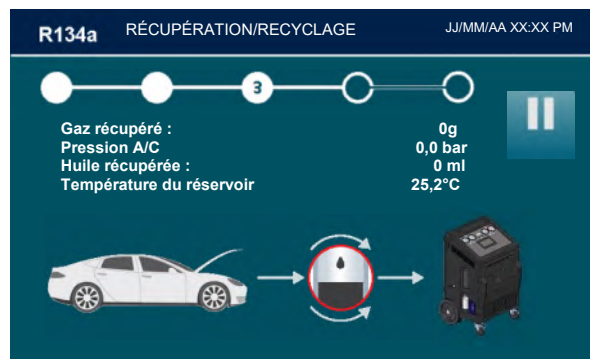 R134a RÉCUPÉRATION/RECYCLAGE JJ/MM/AA XX:XX PM
3
Gaz récupéré : 0g
Pression A/C 0,0 bar
Huile récupérée : 0 ml
Température du réservoir 25,2°C